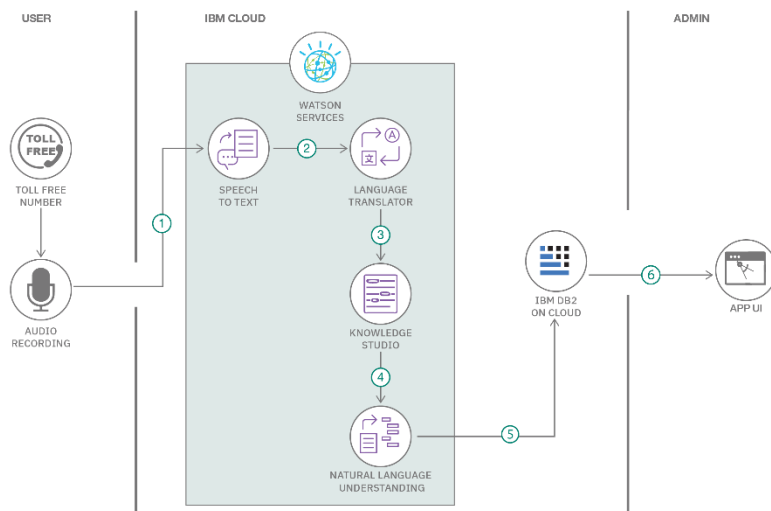 USER
IBM CLOUD
ADMIN
WATSON
SERVICES
TOLL
FREE
TOLL FREE
NUMBER
1
SPEECH
TO TEXT
2
A
文
LANGUAGE
TRANSLATOR
3
AUDIO
RECORDING
KNOWLEDGE
STUDIO
4
NATURAL LANGUAGE
UNDERSTANDING
5
IBM DB2
ON CLOUD
6
APP UI